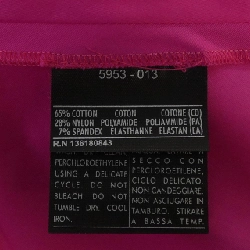 5953 - 013
65% COTTON COTON COTONE (CO)
28% NYLON POLYAMIDE POLIAMMIDE (PA)
7% SPANDEX ELASTHANNE ELASTAN (EA)
R.N 138180843
PERCHLOROETHYLENE
USING A DELICATE
CYCLE. DO NOT
BLEACH. DO NOT
TUMBLE DRY. COOL
IRON.
SECCO CON
PERCLOROETILENE,
CICLO DELICATO.
NON CANDEGGIARE.
NON ASCIUGARE IN
TAMBURO. STIRARE
A BASSA TEMP.